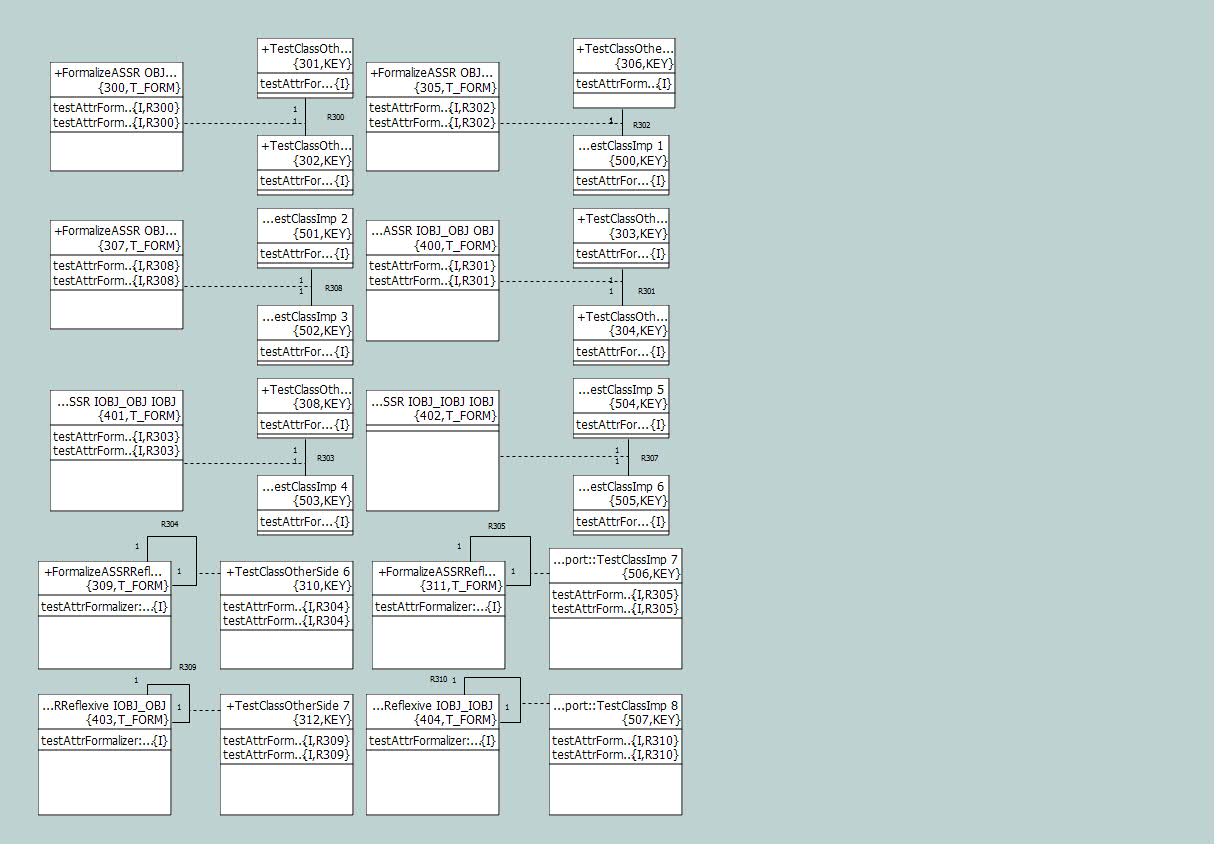 +FormalizeASSR OBJ...
{300,T_FORM}
testAttrForm..{I,R300}
testAttrForm..{I,R300}
+TestClassOth...
{301,KEY}
testAttrFor...{I}
1
1
R300
+TestClassOth...
{302,KEY}
testAttrFor...{I}
+FormalizeASSR OBJ...
{305,T_FORM}
testAttrForm..{I,R302}
testAttrForm..{I,R302}
+TestClassOthe...
{306,KEY}
testAttrForm..{I}
1
R302
...estClassImp 1
{500,KEY}
testAttrFor...{I}
+FormalizeASSR OBJ...
{307,T_FORM}
testAttrForm..{I,R308}
testAttrForm..{I,R308}
...estClassImp 2
{501,KEY}
testAttrFor...{I}
1
1
R308
...estClassImp 3
{502,KEY}
testAttrFor...{I}
...ASSR IOBJ_OBJ OBJ
{400,T_FORM}
testAttrForm..{I,R301}
testAttrForm..{I,R301}
+TestClassOth...
{303,KEY}
testAttrFor...{I}
1
1
R301
+TestClassOth...
{304,KEY}
testAttrFor...{I}
...SSR IOBJ_OBJ IOBJ
{401,T_FORM}
testAttrForm..{I,R303}
testAttrForm..{I,R303}
+TestClassOth...
{308,KEY}
testAttrFor...{I}
1
1
R303
...estClassImp 4
{503,KEY}
testAttrFor...{I}
...SSR IOBJ_IOBJ IOBJ
{402,T_FORM}
...estClassImp 5
{504,KEY}
testAttrFor...{I}
1
1
R307
...estClassImp 6
{505,KEY}
testAttrFor...{I}
R304
1
1
+FormalizeASSRRefl...
{309,T_FORM}
testAttrFormalizer:...{I}
+TestClassOtherSide 6
{310,KEY}
testAttrForm..{I,R304}
testAttrForm..{I,R304}
R305
1
1
+FormalizeASSRRefl...
{311,T_FORM}
testAttrFormalizer:...{I}
...port::TestClassImp 7
{506,KEY}
testAttrForm..{I,R305}
testAttrForm..{I,R305}
R309
1
1
...RReflexive IOBJ_OBJ
{403,T_FORM}
testAttrFormalizer:...{I}
+TestClassOtherSide 7
{312,KEY}
testAttrForm..{I,R309}
testAttrForm..{I,R309}
R310 1
1
...Reflexive IOBJ_IOBJ
{404,T_FORM}
testAttrFormalizer:...{I}
...port::TestClassImp 8
{507,KEY}
testAttrForm..{I,R310}
testAttrForm..{I,R310}